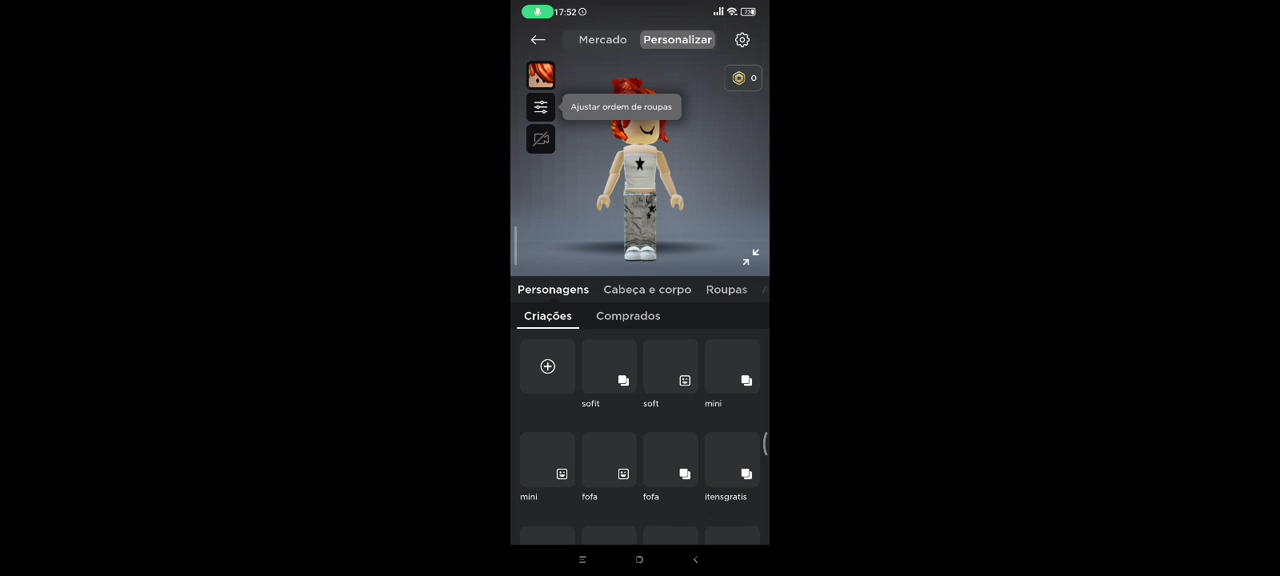 17:52
Mercado Personalizar
0
Ajustar ordem de roupas
Personagens Cabeça e corpo Roupas
Criações Comprados
sofit soft mini
mini fofa fofa itensgratis